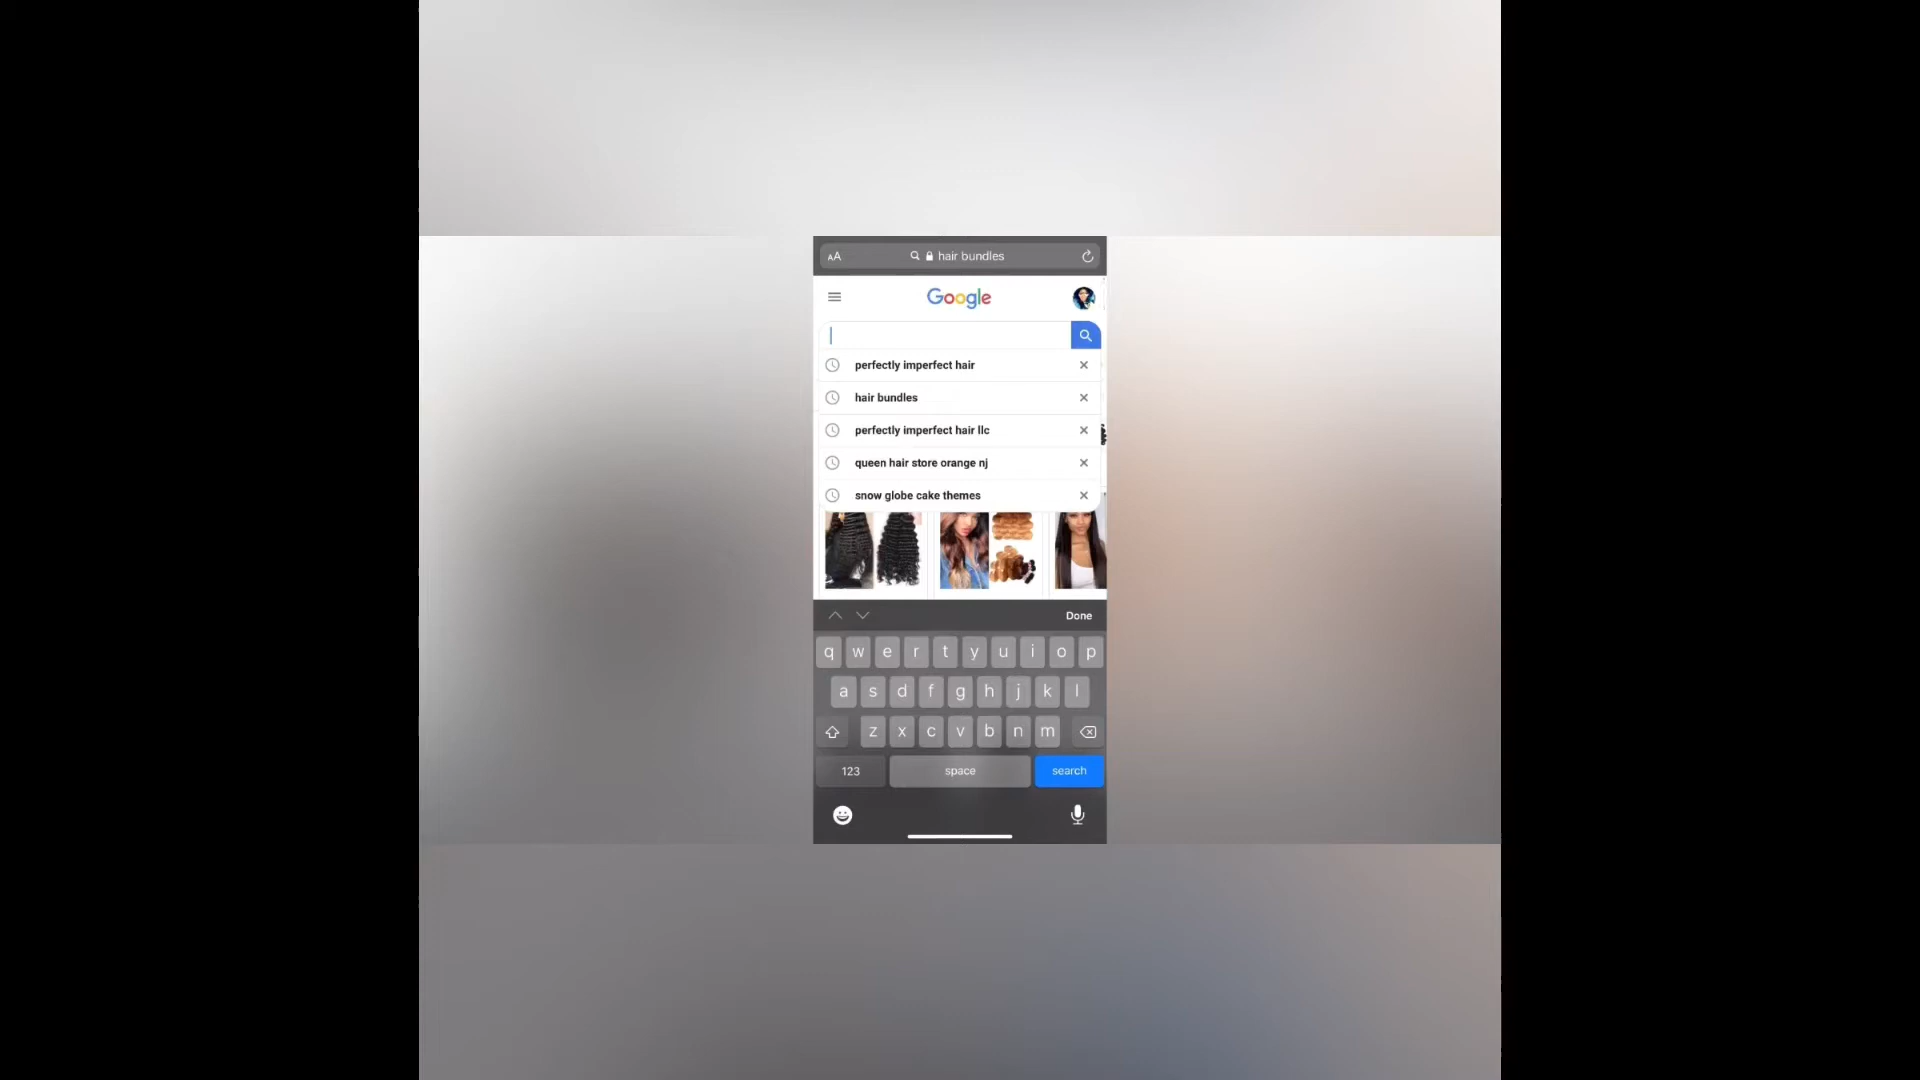 AA hair bundles
Google
perfectly imperfect hair
hair bundles
perfectly imperfect hair llc
queen hair store orange nj
snow globe cake themes
Done
q w e r t y u i o p
a s d f g h j k l
z x c v b n m
123 space search